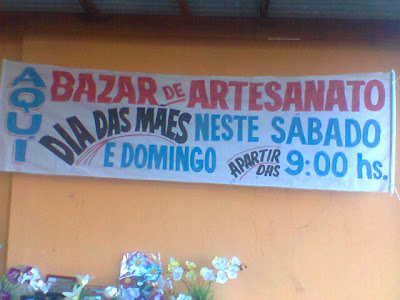 AQUI
BAZAR DE ARTESANATO
DIA DAS MÃES NESTE SÁBADO
E DOMINGO APARTIR DAS 9:00 hs.